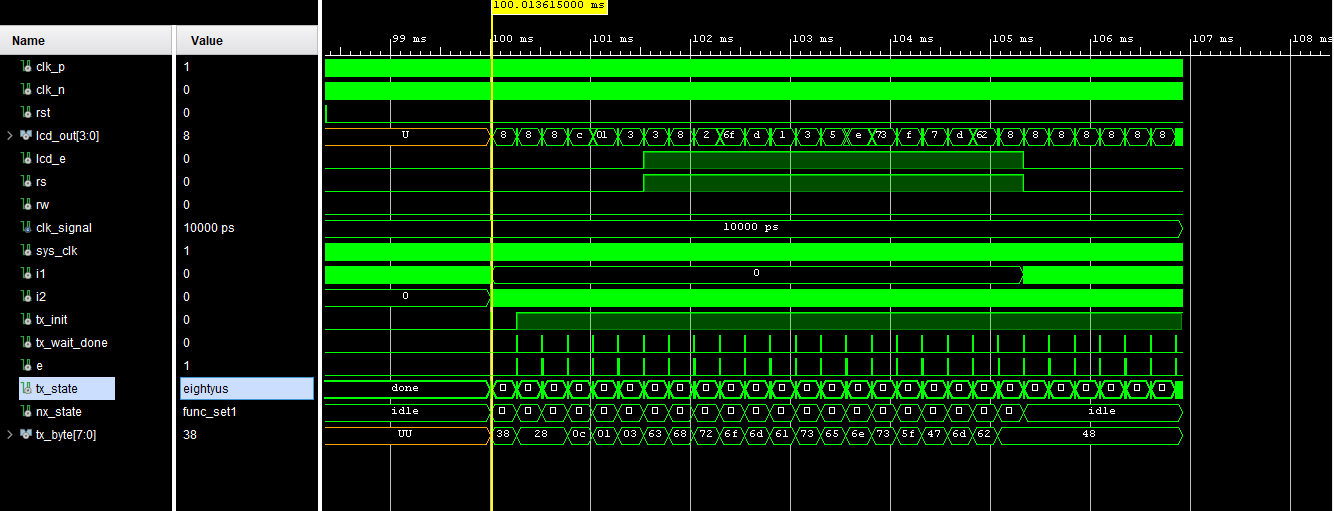 100.013615000 ms
Name Value
99 ms 100 ms 101 ms 102 ms 103 ms 104 ms 105 ms 106 ms 107 ms 108 ms
clk_p 1
clk_n 0
rst 0
lcd_out[3:0] 8 U 8 8 8 c 01 3 3 8 2 6f d 1 3 5 e 73 f 7 d 62 8 8 8 8 8 8 8
lcd_e 0
rs 0
rw 0
clk_signal 10000 ps 10000 ps
sys_clk 1
i1 0 0
i2 0 0
tx_init 0
tx_wait_done 0
e 1
tx_state eightyus done
nx_state func_set1 idle idle
tx_byte[7:0] 38 UU 38 28 0c 01 03 63 68 72 6f 6d 61 73 65 6e 73 5f 47 6d 62 48